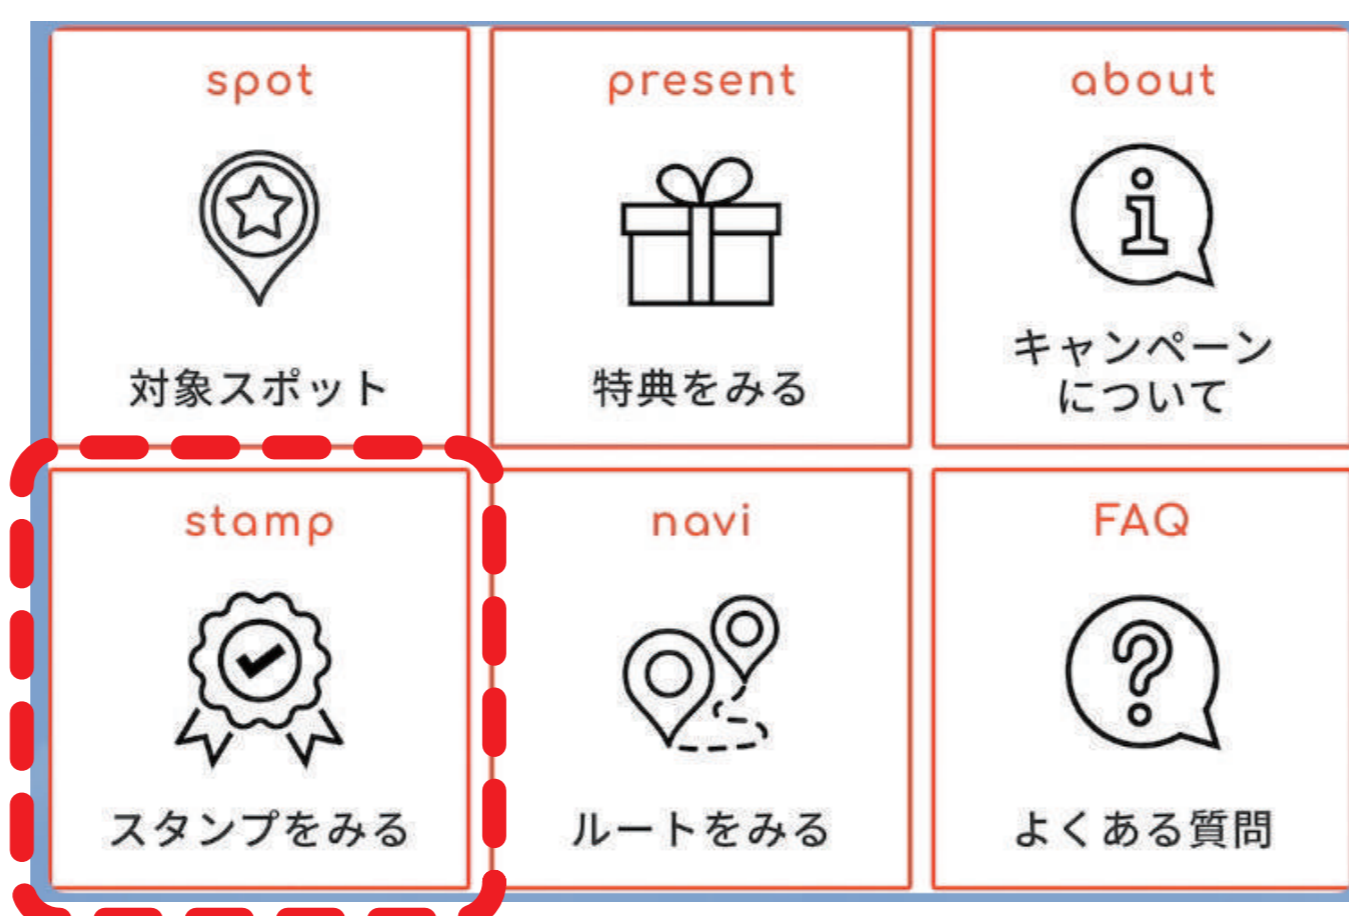 spot
対象スポット
present
特典をみる
about
キャンペーン
について
stamp
スタンプをみる
navi
ルートをみる
FAQ
よくある質問